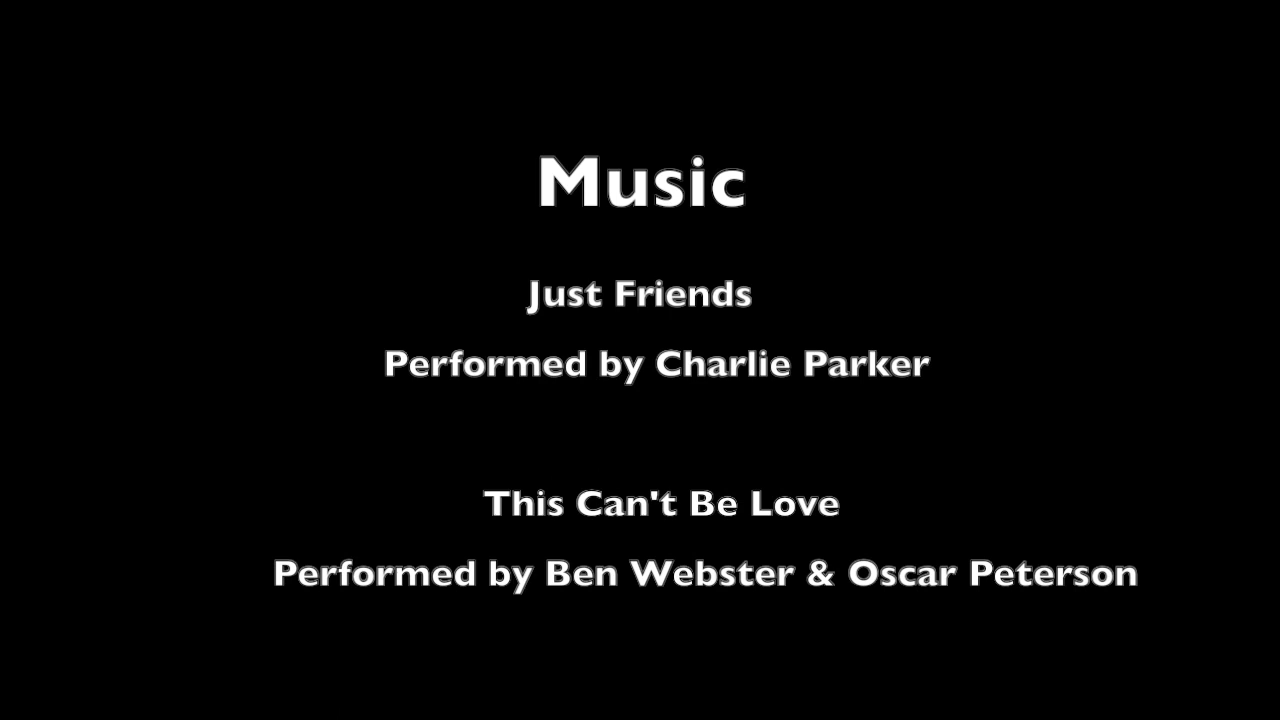 Music
Just Friends
Performed by Charlie Parker
This Can't Be Love
Performed by Ben Webster & Oscar Peterson